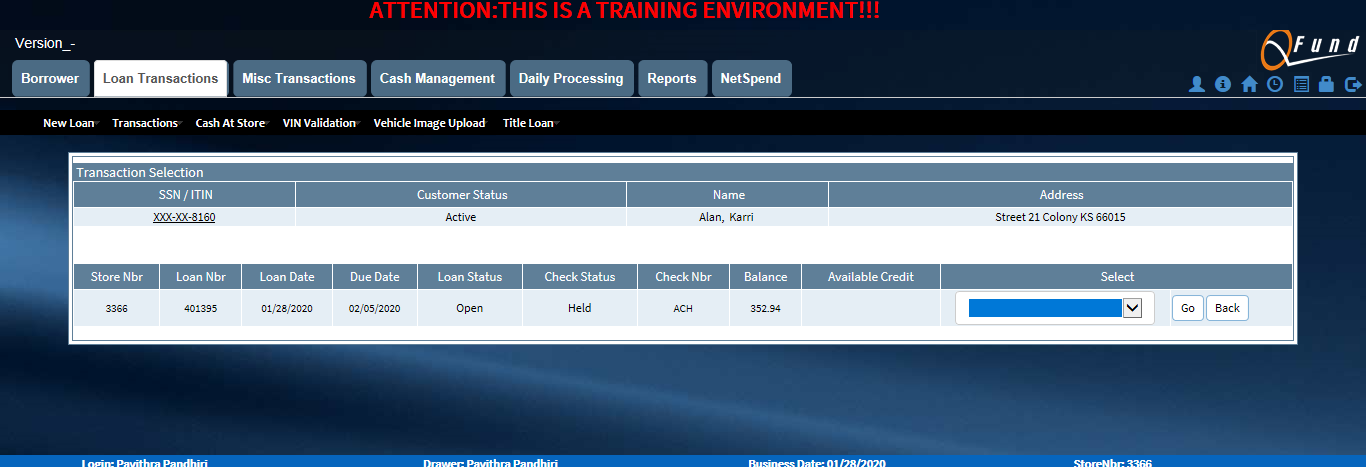 ATTENTION:THIS IS A TRAINING ENVIRONMENT!!!
Version_-
QFund
Borrower Loan Transactions Misc Transactions Cash Management Daily Processing Reports NetSpend
New Loan Transactions Cash At Store VIN Validation Vehicle Image Upload Title Loan
Transaction Selection
SSN / ITIN Customer Status Name Address
XXX-XX-8160 Active Alan, Karri Street 21 Colony KS 66015
Store Nbr Loan Nbr Loan Date Due Date Loan Status Check Status Check Nbr Balance Available Credit Select
3366 401395 01/28/2020 02/05/2020 Open Held ACH 352.94 Go Back
Login: Pavithra Pandhiri Drawer: Pavithra Pandhiri Business Date: 01/28/2020 StoreNbr: 3366